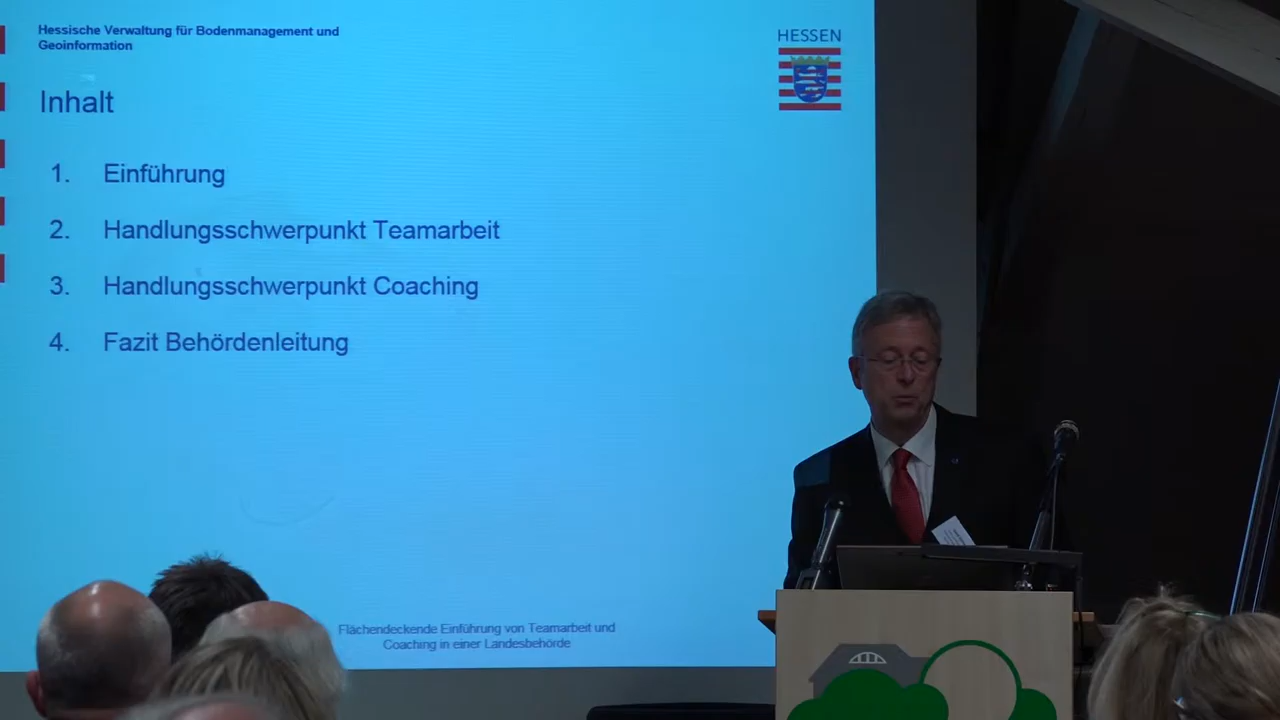 Hessische Verwaltung für Bodenmanagement und
Geoinformation
HESSEN
Inhalt
1. Einführung
2. Handlungsschwerpunkt Teamarbeit
3. Handlungsschwerpunkt Coaching
4. Fazit Behördenleitung
Flächendeckende Einführung von Teamarbeit und
Coaching in einer Landesbehörde